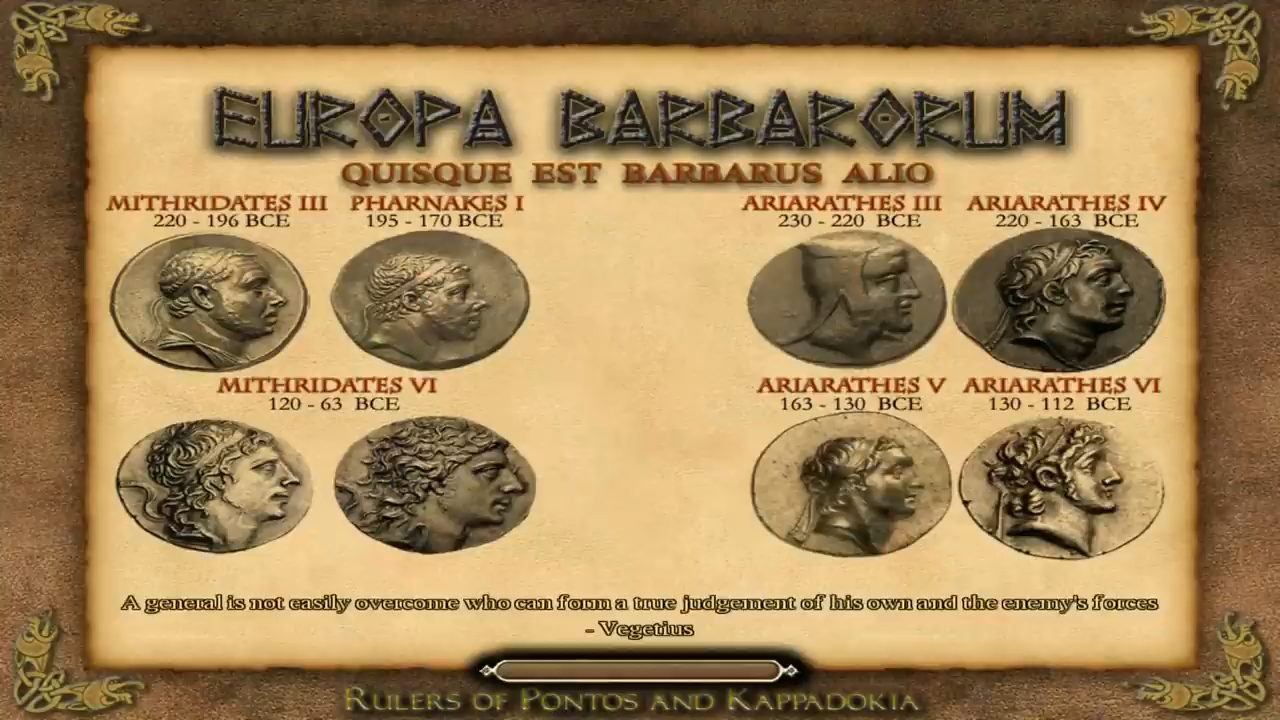 EUROPA BARBARORUM
QUISQUE EST BARBARUS ALIO
MITHRIDATES III PHARNAKES I ARIARATHES III ARIARATHES IV
220 - 196 BCE 195 - 170 BCE 230 - 220 BCE 220 - 163 BCE
MITHRIDATES VI ARIARATHES V ARIARATHES VI
120 - 63 BCE 163 - 130 BCE 130 - 112 BCE
A general is not easily overcome who can form a true judgement of his own and the enemy's forces
- Vegetius
RULERS OF PONTOS AND KAPPADOKIA